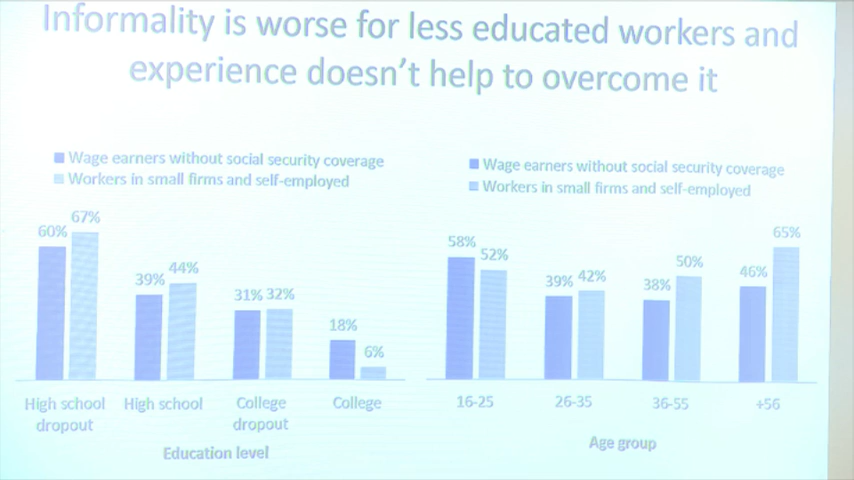 Informality is worse for less educated workers and
experience doesn't help to overcome it
Wage earners without social security coverage
Workers in small firms and self-employed
60%
67%
39%
44%
31%
32%
18%
6%
High school dropout
High school
College dropout
College
Education level
Wage earners without social security coverage
Workers in small firms and self-employed
58%
52%
39%
42%
38%
50%
46%
65%
16-25
26-35
36-55
+56
Age group